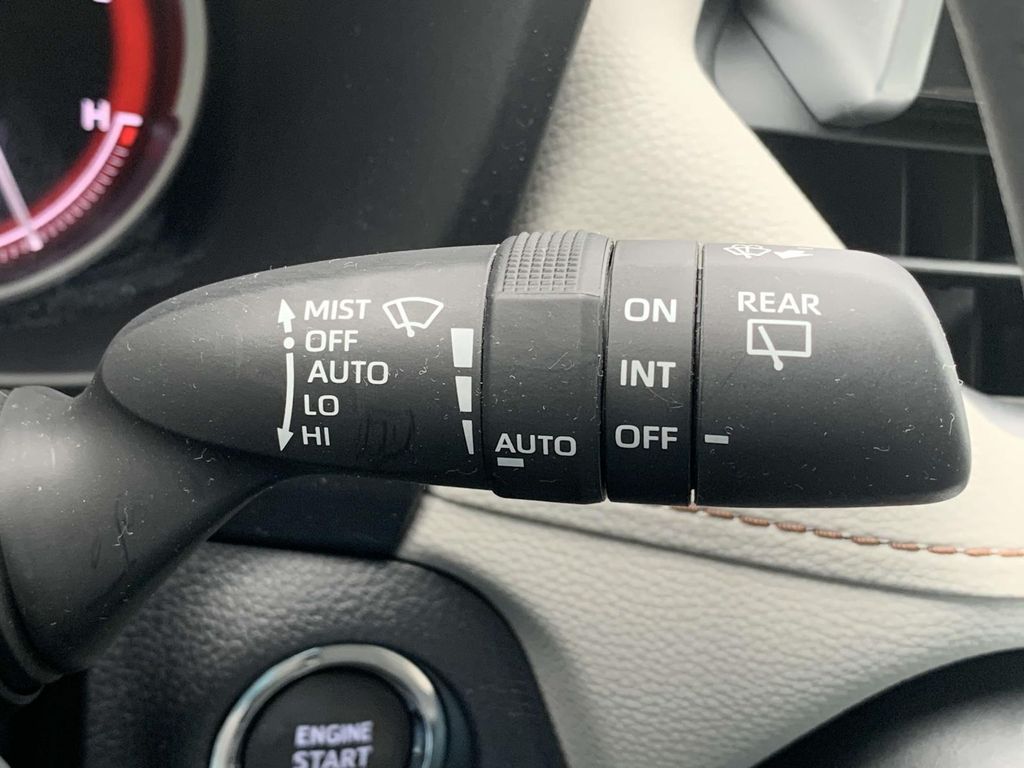 H
MIST
OFF
AUTO
LO
HI
AUTO
ON
INT
OFF
REAR
ENGINE
START